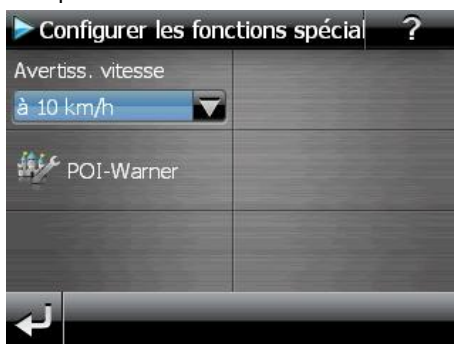 Configurer les fonctions spécial
?
Avertiss. vitesse
à 10 km/h
POI-Warner